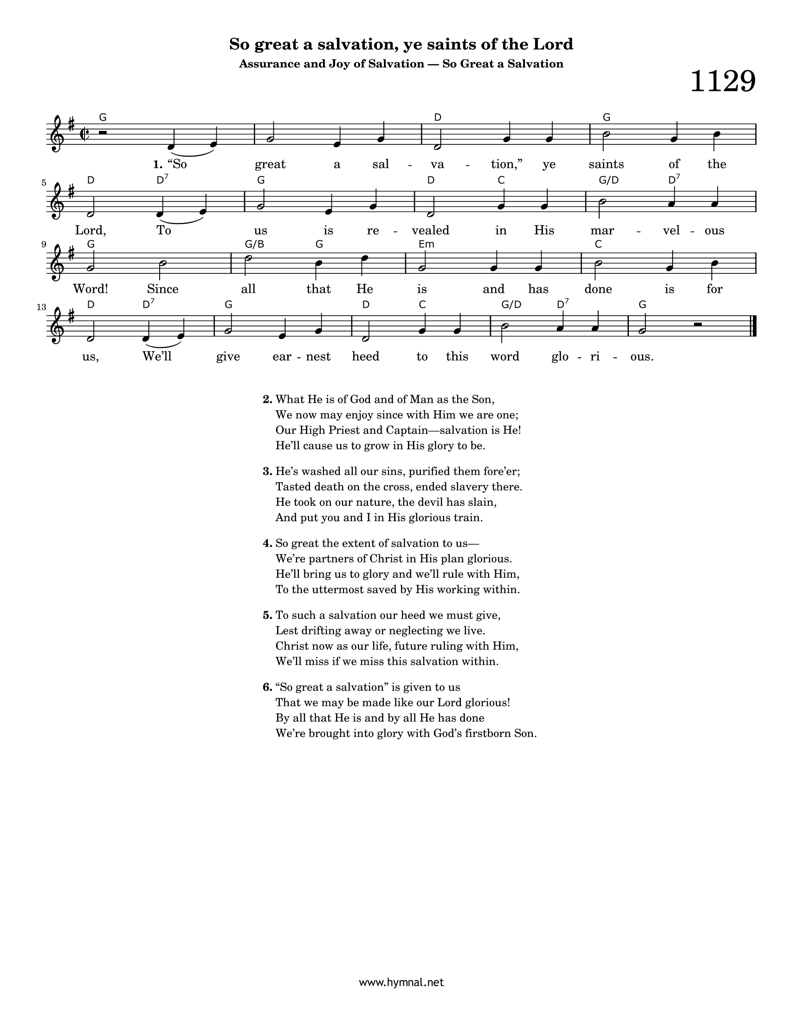 So great a salvation, ye saints of the Lord
Assurance and Joy of Salvation — So Great a Salvation
1129
G D G
1. “So great a sal - va - tion,” ye saints of the
5 D D7 G D C G/D D7
Lord, To us is re - vealed in His mar - vel - ous
9 G G/B G Em C
Word! Since all that He is and has done is for
13 D D7 G D C G/D D7 G
us, We’ll give ear - nest heed to this word glo - ri - ous.
2. What He is of God and of Man as the Son,
We now may enjoy since with Him we are one;
Our High Priest and Captain—salvation is He!
He’ll cause us to grow in His glory to be.
3. He’s washed all our sins, purified them fore’er;
Tasted death on the cross, ended slavery there.
He took on our nature, the devil has slain,
And put you and I in His glorious train.
4. So great the extent of salvation to us—
We’re partners of Christ in His plan glorious.
He’ll bring us to glory and we’ll rule with Him,
To the uttermost saved by His working within.
5. To such a salvation our heed we must give,
Lest drifting away or neglecting we live.
Christ now as our life, future ruling with Him,
We’ll miss if we miss this salvation within.
6. “So great a salvation” is given to us
That we may be made like our Lord glorious!
By all that He is and by all He has done
We’re brought into glory with God’s firstborn Son.
www.hymnal.net